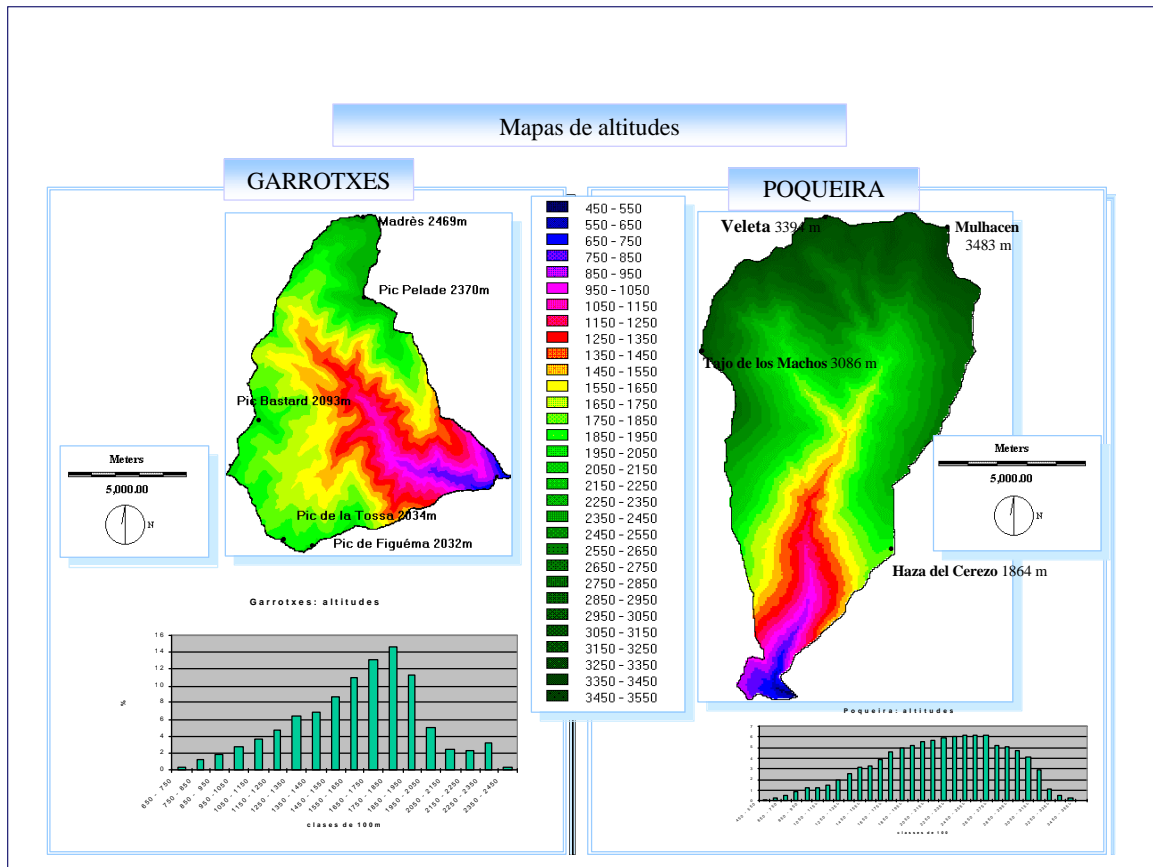 Mapas de altitudes
GARROTXES
Madrès 2469m
Pic Pelade 2370m
Pic Bastard 2093m
Pic de la Tossa 2034m
Pic de Figuéma 2032m
Meters
5,000.00
N
Garrotxes: altitudes
%
16
14
12
10
8
6
4
2
0
650 - 750
750 - 850
850 - 950
950 - 1050
1050 - 1150
1150 - 1250
1250 - 1350
1350 - 1450
1450 - 1550
1550 - 1650
1650 - 1750
1750 - 1850
1850 - 1950
1950 - 2050
2050 - 2150
2150 - 2250
2250 - 2350
2350 - 2450
clases de 100m
450 - 550
550 - 650
650 - 750
750 - 850
850 - 950
950 - 1050
1050 - 1150
1150 - 1250
1250 - 1350
1350 - 1450
1450 - 1550
1550 - 1650
1650 - 1750
1750 - 1850
1850 - 1950
1950 - 2050
2050 - 2150
2150 - 2250
2250 - 2350
2350 - 2450
2450 - 2550
2550 - 2650
2650 - 2750
2750 - 2850
2850 - 2950
2950 - 3050
3050 - 3150
3150 - 3250
3250 - 3350
3350 - 3450
3450 - 3550
POQUEIRA
Veleta 3394 m
Mulhacen
3483 m
Tajo de los Machos 3086 m
Haza del Cerezo 1864 m
Meters
5,000.00
N
Poqueira: altitudes
7
6
5
4
3
2
1
0